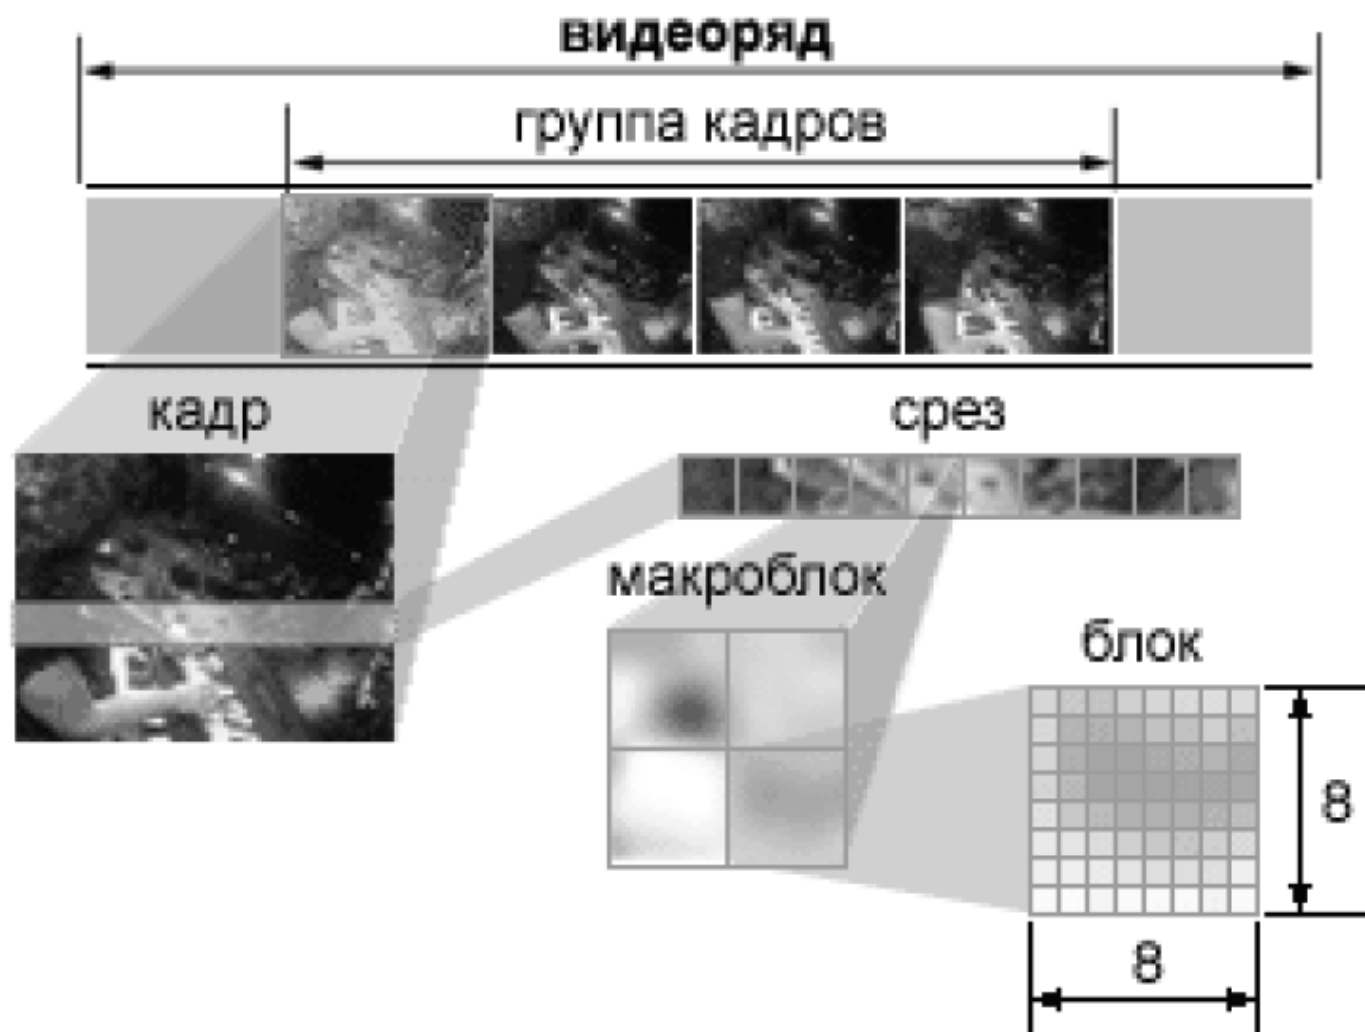 видеоряд
группа кадров
кадр
срез
макроблок
блок
8
8